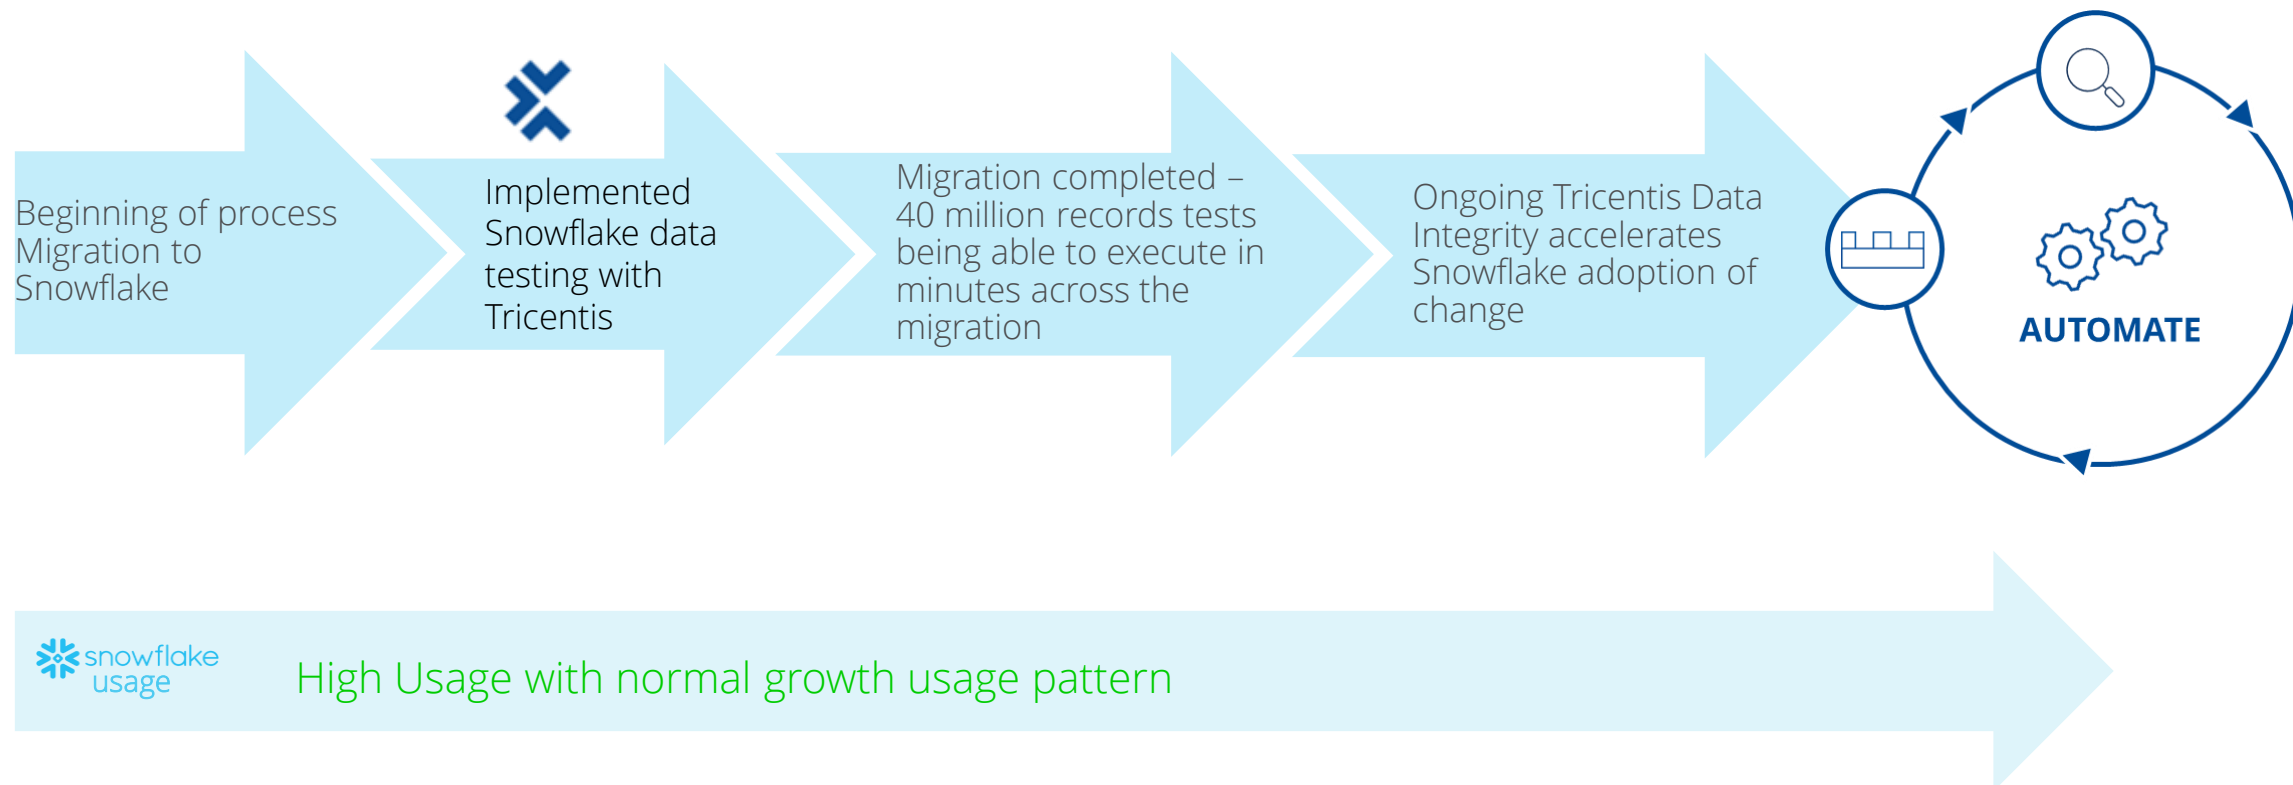 Beginning of process
Migration to
Snowflake
Implemented
Snowflake data
testing with
Tricentis
Migration completed –
40 million records tests
being able to execute in
minutes across the
migration
Ongoing Tricentis Data
Integrity accelerates
Snowflake adoption of
change
AUTOMATE
snowflake
usage
High Usage with normal growth usage pattern